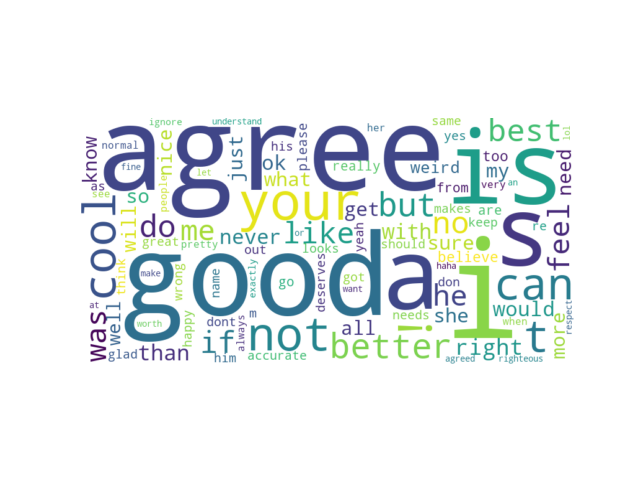 agree
is
good
a
i
s
t
your
not
can
cool
better
best
but
no
do
me
like
if
was
feel
he
she
will
so
just
ok
nice
know
as
see
normal
fine
ignore
understand
let
people
think
great
pretty
well
glad
than
wrong
worth
happy
make
name
dont
him
his
what
never
out
or
go
m
exactly
always
accurate
all
got
want
deserves
looks
really
please
her
yeah
get
with
should
are
makes
keep
sure
believe
haha
don
needs
agreed
righteous
right
would
when
more
respect
at
my
from
very
an
too
yes
same
weird
need
lol
re